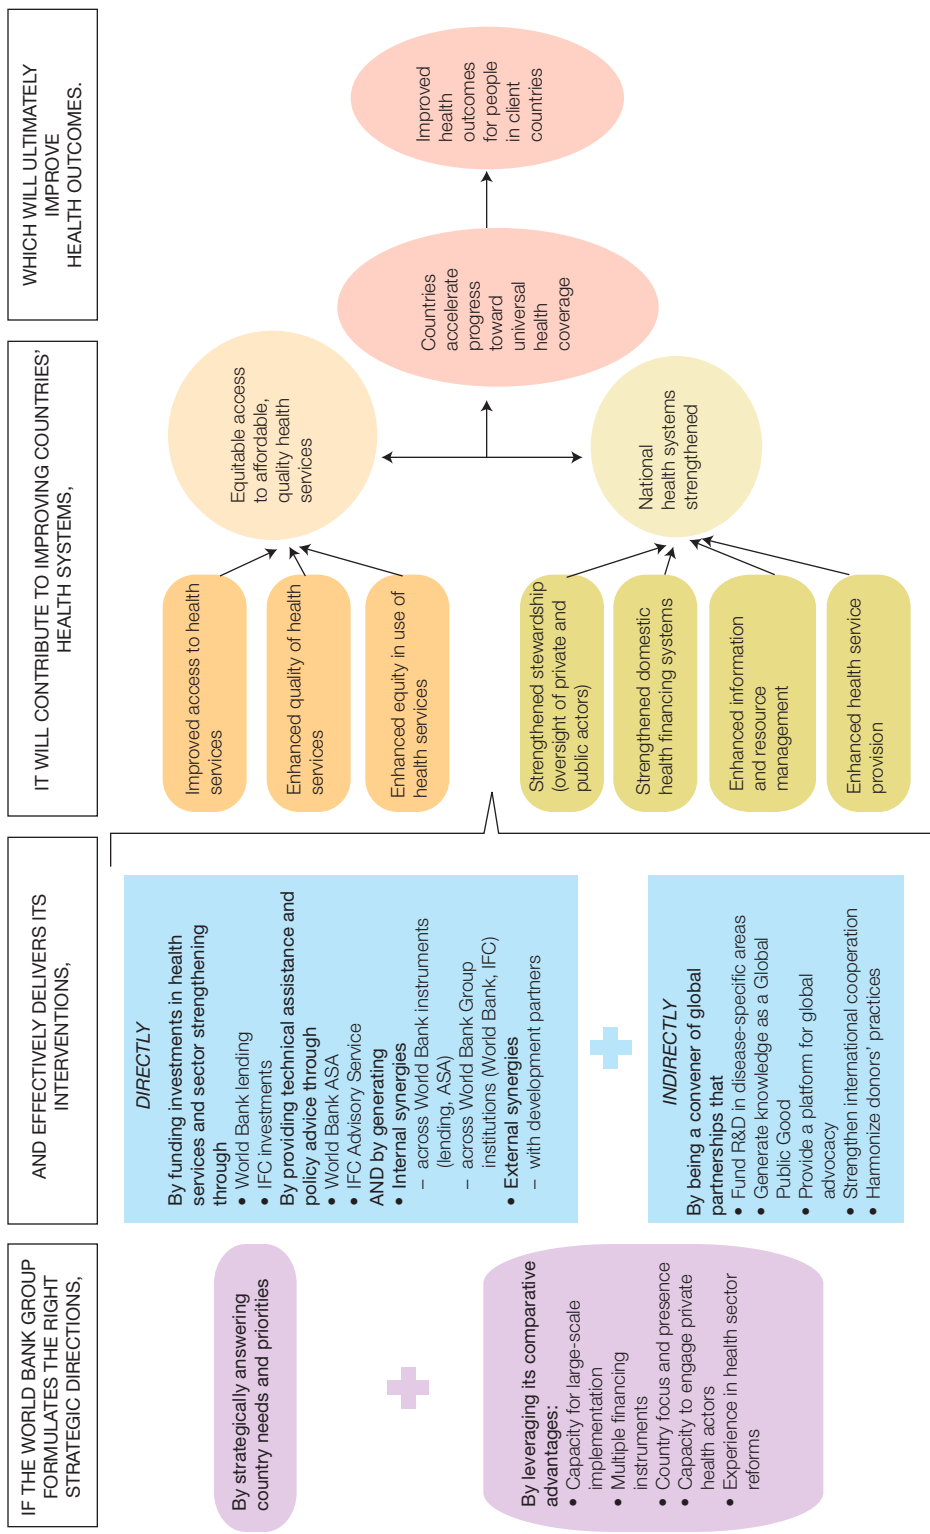 IF THE WORLD BANK GROUP
FORMULATES THE RIGHT
STRATEGIC DIRECTIONS,
By strategically answering
country needs and priorities
By leveraging its comparative
advantages:
• Capacity for large-scale
implementation
• Multiple financing
instruments
• Country focus and presence
• Capacity to engage private
health actors
• Experience in health sector
reforms
AND EFFECTIVELY DELIVERS ITS
INTERVENTIONS,
DIRECTLY
By funding investments in health
services and sector strengthening
through
• World Bank lending
• IFC investments
By providing technical assistance and
policy advice through
• World Bank ASA
• IFC Advisory Service
AND by generating
• Internal synergies
– across World Bank instruments
(lending, ASA)
– across World Bank Group
institutions (World Bank, IFC)
• External synergies
– with development partners
INDIRECTLY
By being a convener of global
partnerships that
• Fund R&D in disease-specific areas
• Generate knowledge as a Global
Public Good
• Provide a platform for global
advocacy
• Strengthen international cooperation
• Harmonize donors’ practices
IT WILL CONTRIBUTE TO IMPROVING COUNTRIES’
HEALTH SYSTEMS,
Improved access to health
services
Enhanced quality of health
services
Enhanced equity in use of
health services
Strengthened stewardship
(oversight of private and
public actors)
Strengthened domestic
health financing systems
Enhanced information
and resource
management
Enhanced health service
provision
Equitable access
to affordable,
quality health
services
National
health systems
strengthened
WHICH WILL ULTIMATELY
IMPROVE
HEALTH OUTCOMES.
Countries
accelerate
progress
toward
universal
health
coverage
Improved
health
outcomes
for people
in client
countries